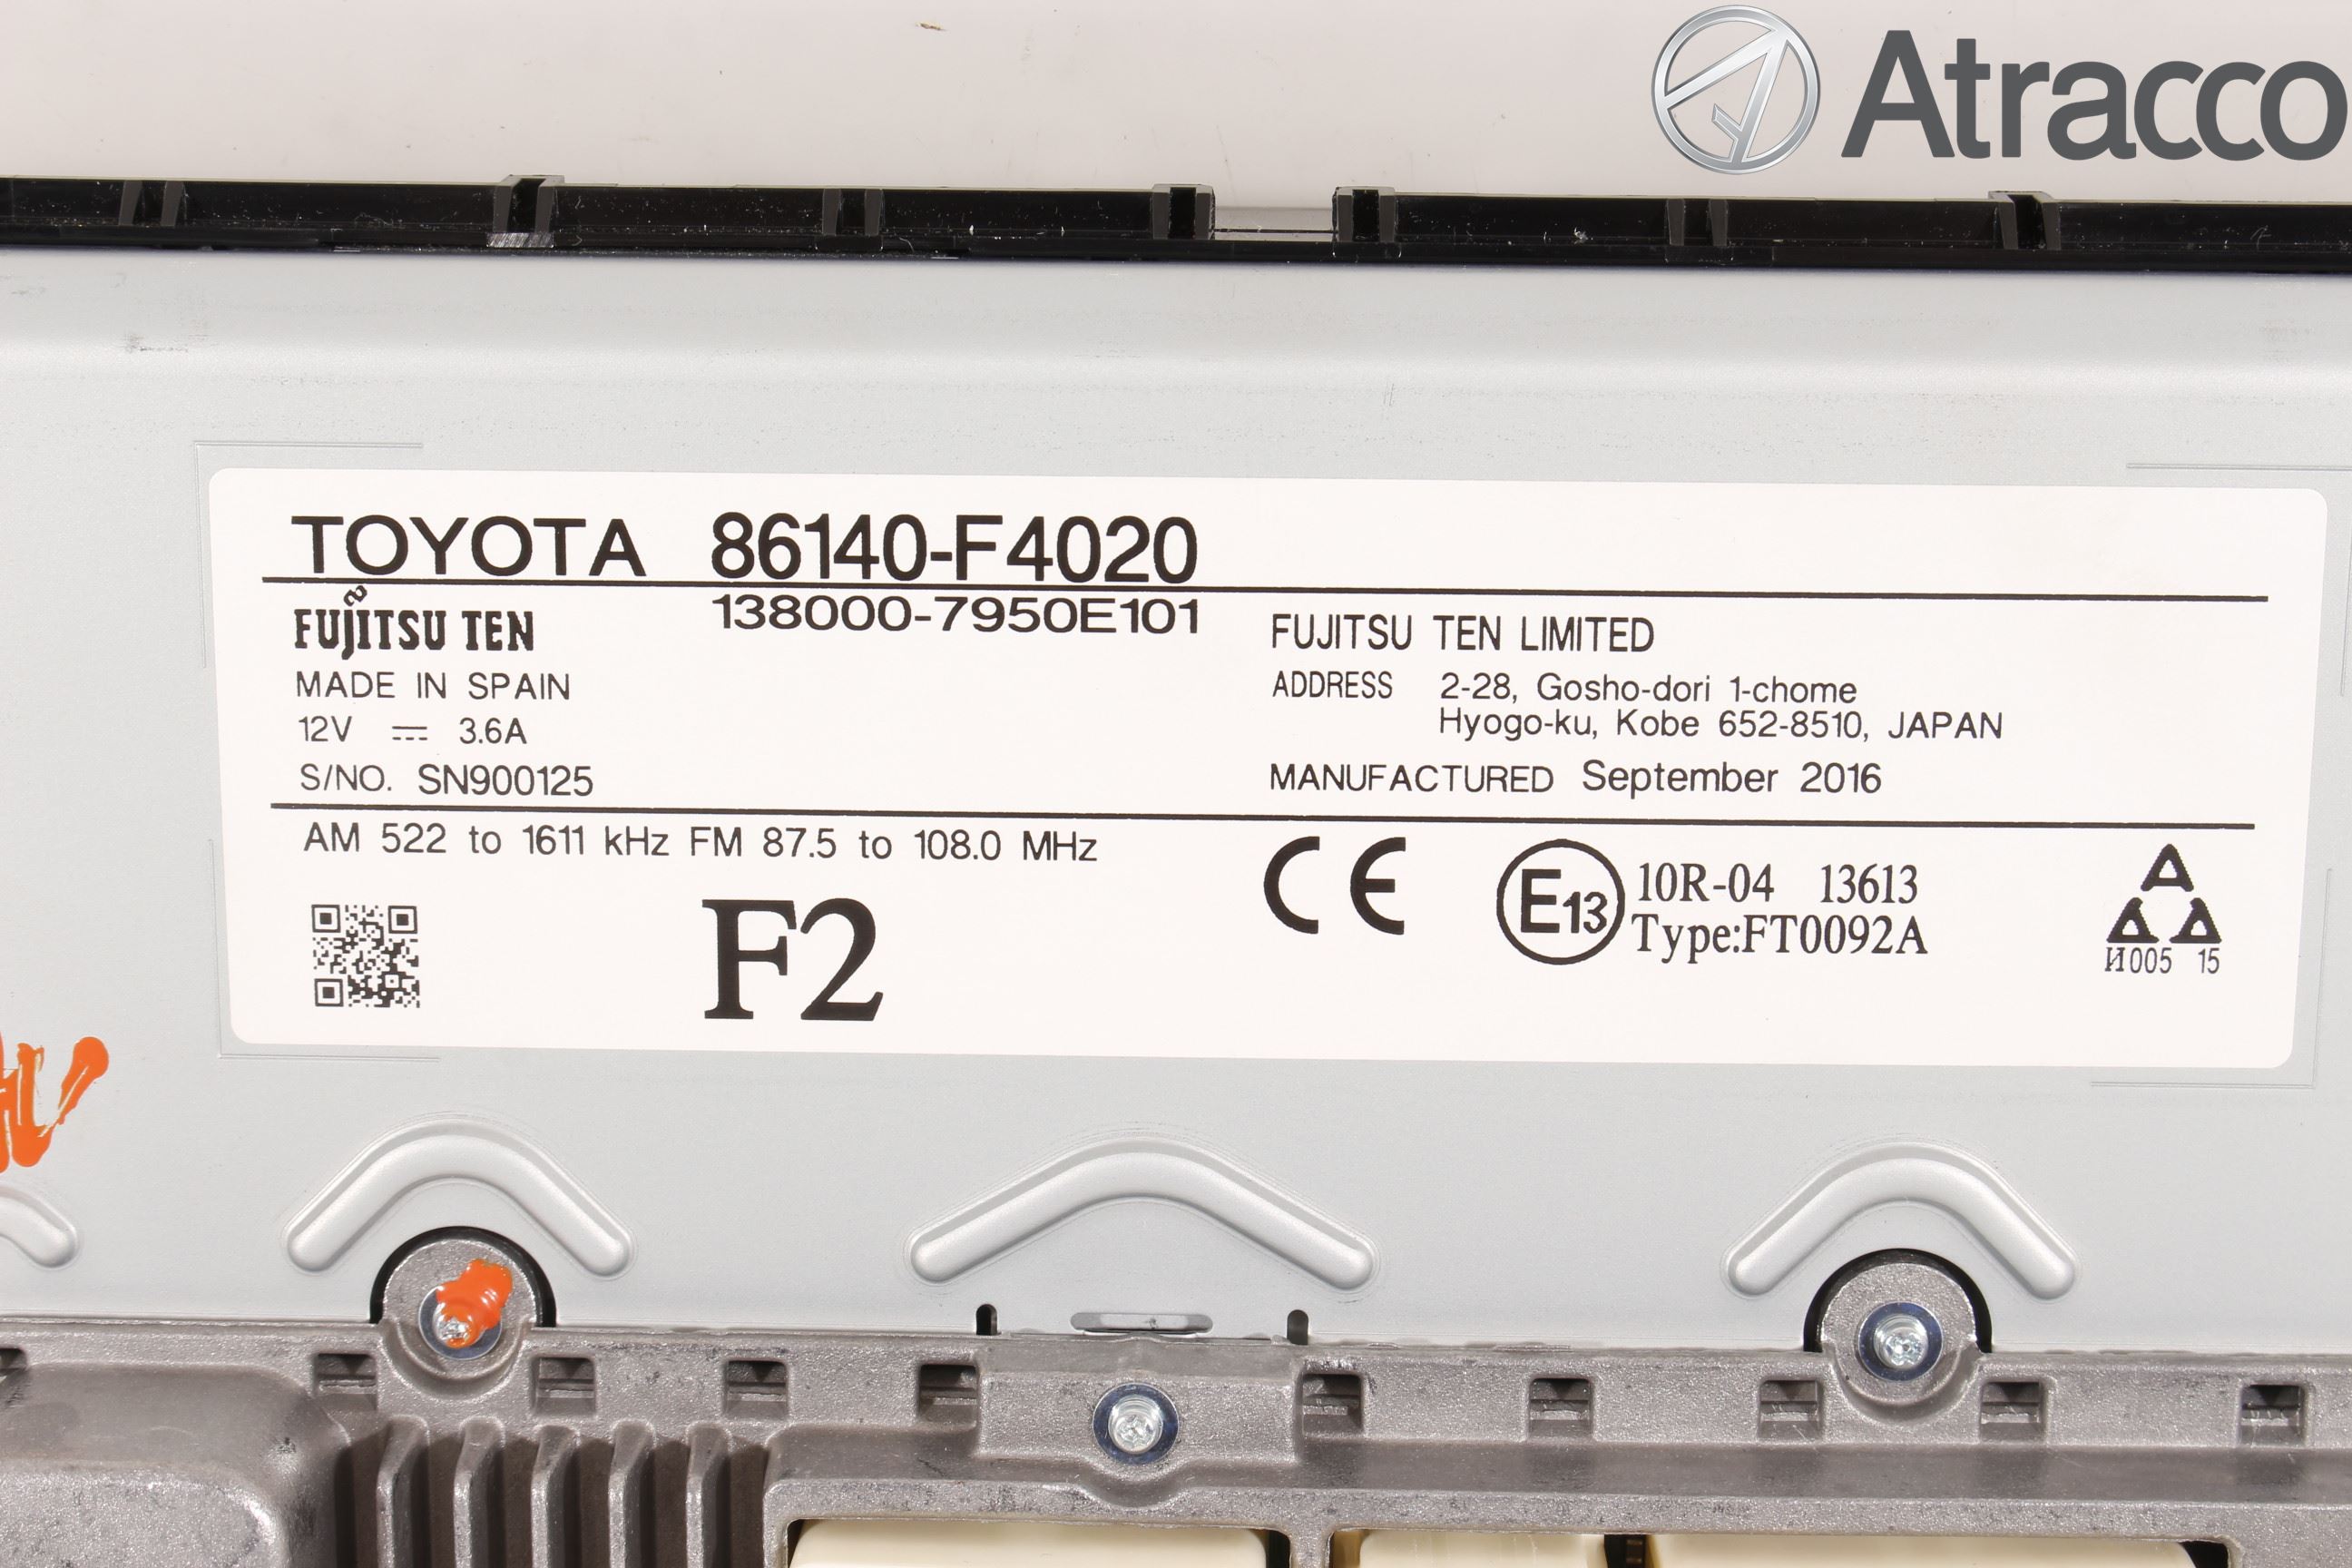 Atracco
TOYOTA 86140-F4020
FUJITSU TEN 138000-7950E101
MADE IN SPAIN
12V ⎓ 3.6A
S/NO. SN900125
FUJITSU TEN LIMITED
ADDRESS 2-28, Gosho-dori 1-chome
Hyogo-ku, Kobe 652-8510, JAPAN
MANUFACTURED September 2016
AM 522 to 1611 kHz FM 87.5 to 108.0 MHz
F2
CE
E13
10R-04 13613
Type:FT0092A
И005 15